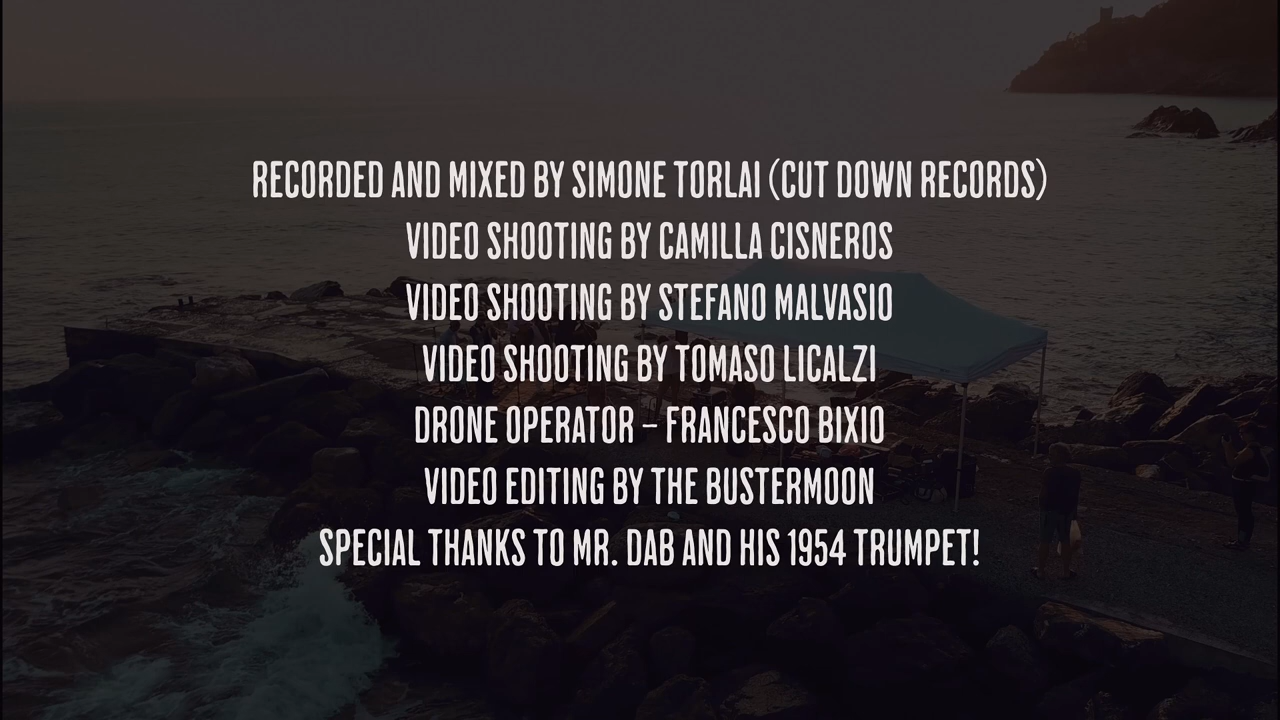 RECORDED AND MIXED BY SIMONE TORLAI (CUT DOWN RECORDS)
VIDEO SHOOTING BY CAMILLA CISNEROS
VIDEO SHOOTING BY STEFANO MALVASIO
VIDEO SHOOTING BY TOMASO LICALZI
DRONE OPERATOR – FRANCESCO BIXIO
VIDEO EDITING BY THE BUSTERMOON
SPECIAL THANKS TO MR. DAB AND HIS 1954 TRUMPET!